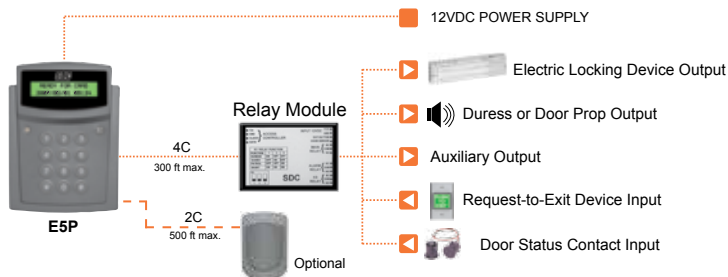 12VDC POWER SUPPLY
Electric Locking Device Output
Relay Module
Duress or Door Prop Output
4C
300 ft max.
Auxiliary Output
SDC
Request-to-Exit Device Input
E5P
2C
500 ft max.
Door Status Contact Input
Optional